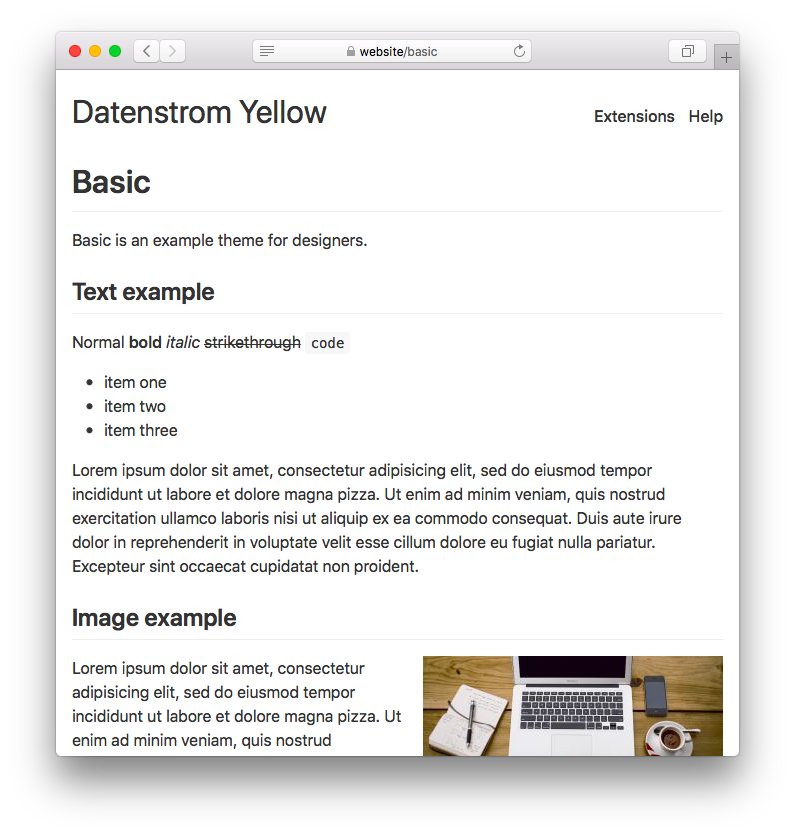 website/basic
Datenstrom Yellow
Extensions Help
Basic
Basic is an example theme for designers.
Text example
Normal bold italic strikethrough code
item one
item two
item three
Lorem ipsum dolor sit amet, consectetur adipisicing elit, sed do eiusmod tempor
incididunt ut labore et dolore magna pizza. Ut enim ad minim veniam, quis nostrud
exercitation ullamco laboris nisi ut aliquip ex ea commodo consequat. Duis aute irure
dolor in reprehenderit in voluptate velit esse cillum dolore eu fugiat nulla pariatur.
Excepteur sint occaecat cupidatat non proident.
Image example
Lorem ipsum dolor sit amet, consectetur
adipisicing elit, sed do eiusmod tempor
incididunt ut labore et dolore magna pizza. Ut
enim ad minim veniam, quis nostrud